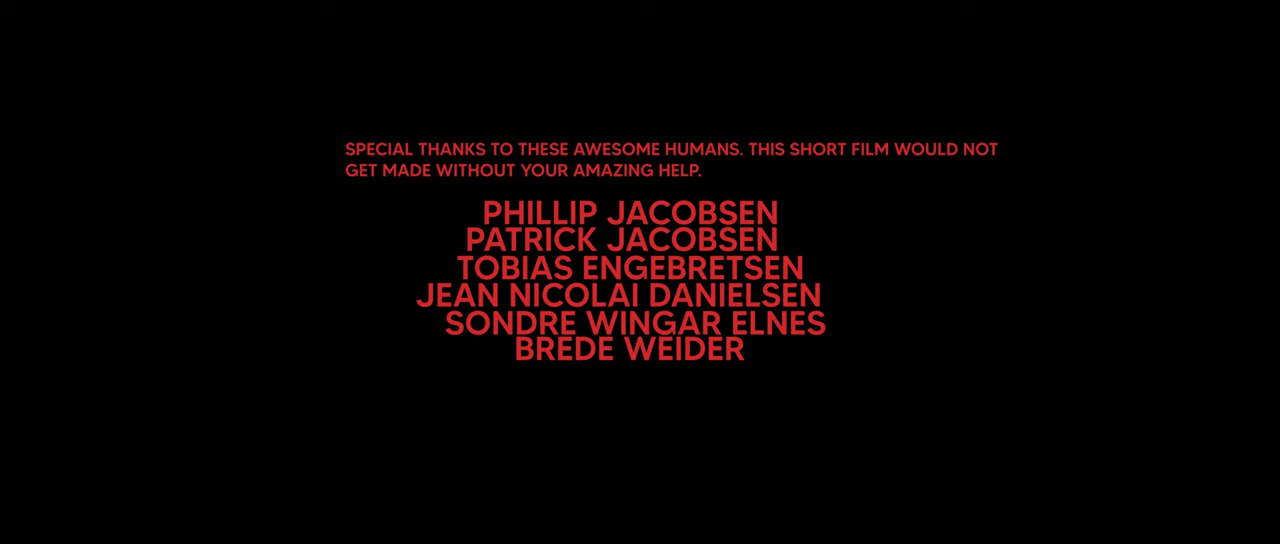 SPECIAL THANKS TO THESE AWESOME HUMANS. THIS SHORT FILM WOULD NOT
GET MADE WITHOUT YOUR AMAZING HELP.
PHILLIP JACOBSEN
PATRICK JACOBSEN
TOBIAS ENGEBRETSEN
JEAN NICOLAI DANIELSEN
SONDRE WINGAR ELNES
BREDE WEIDER